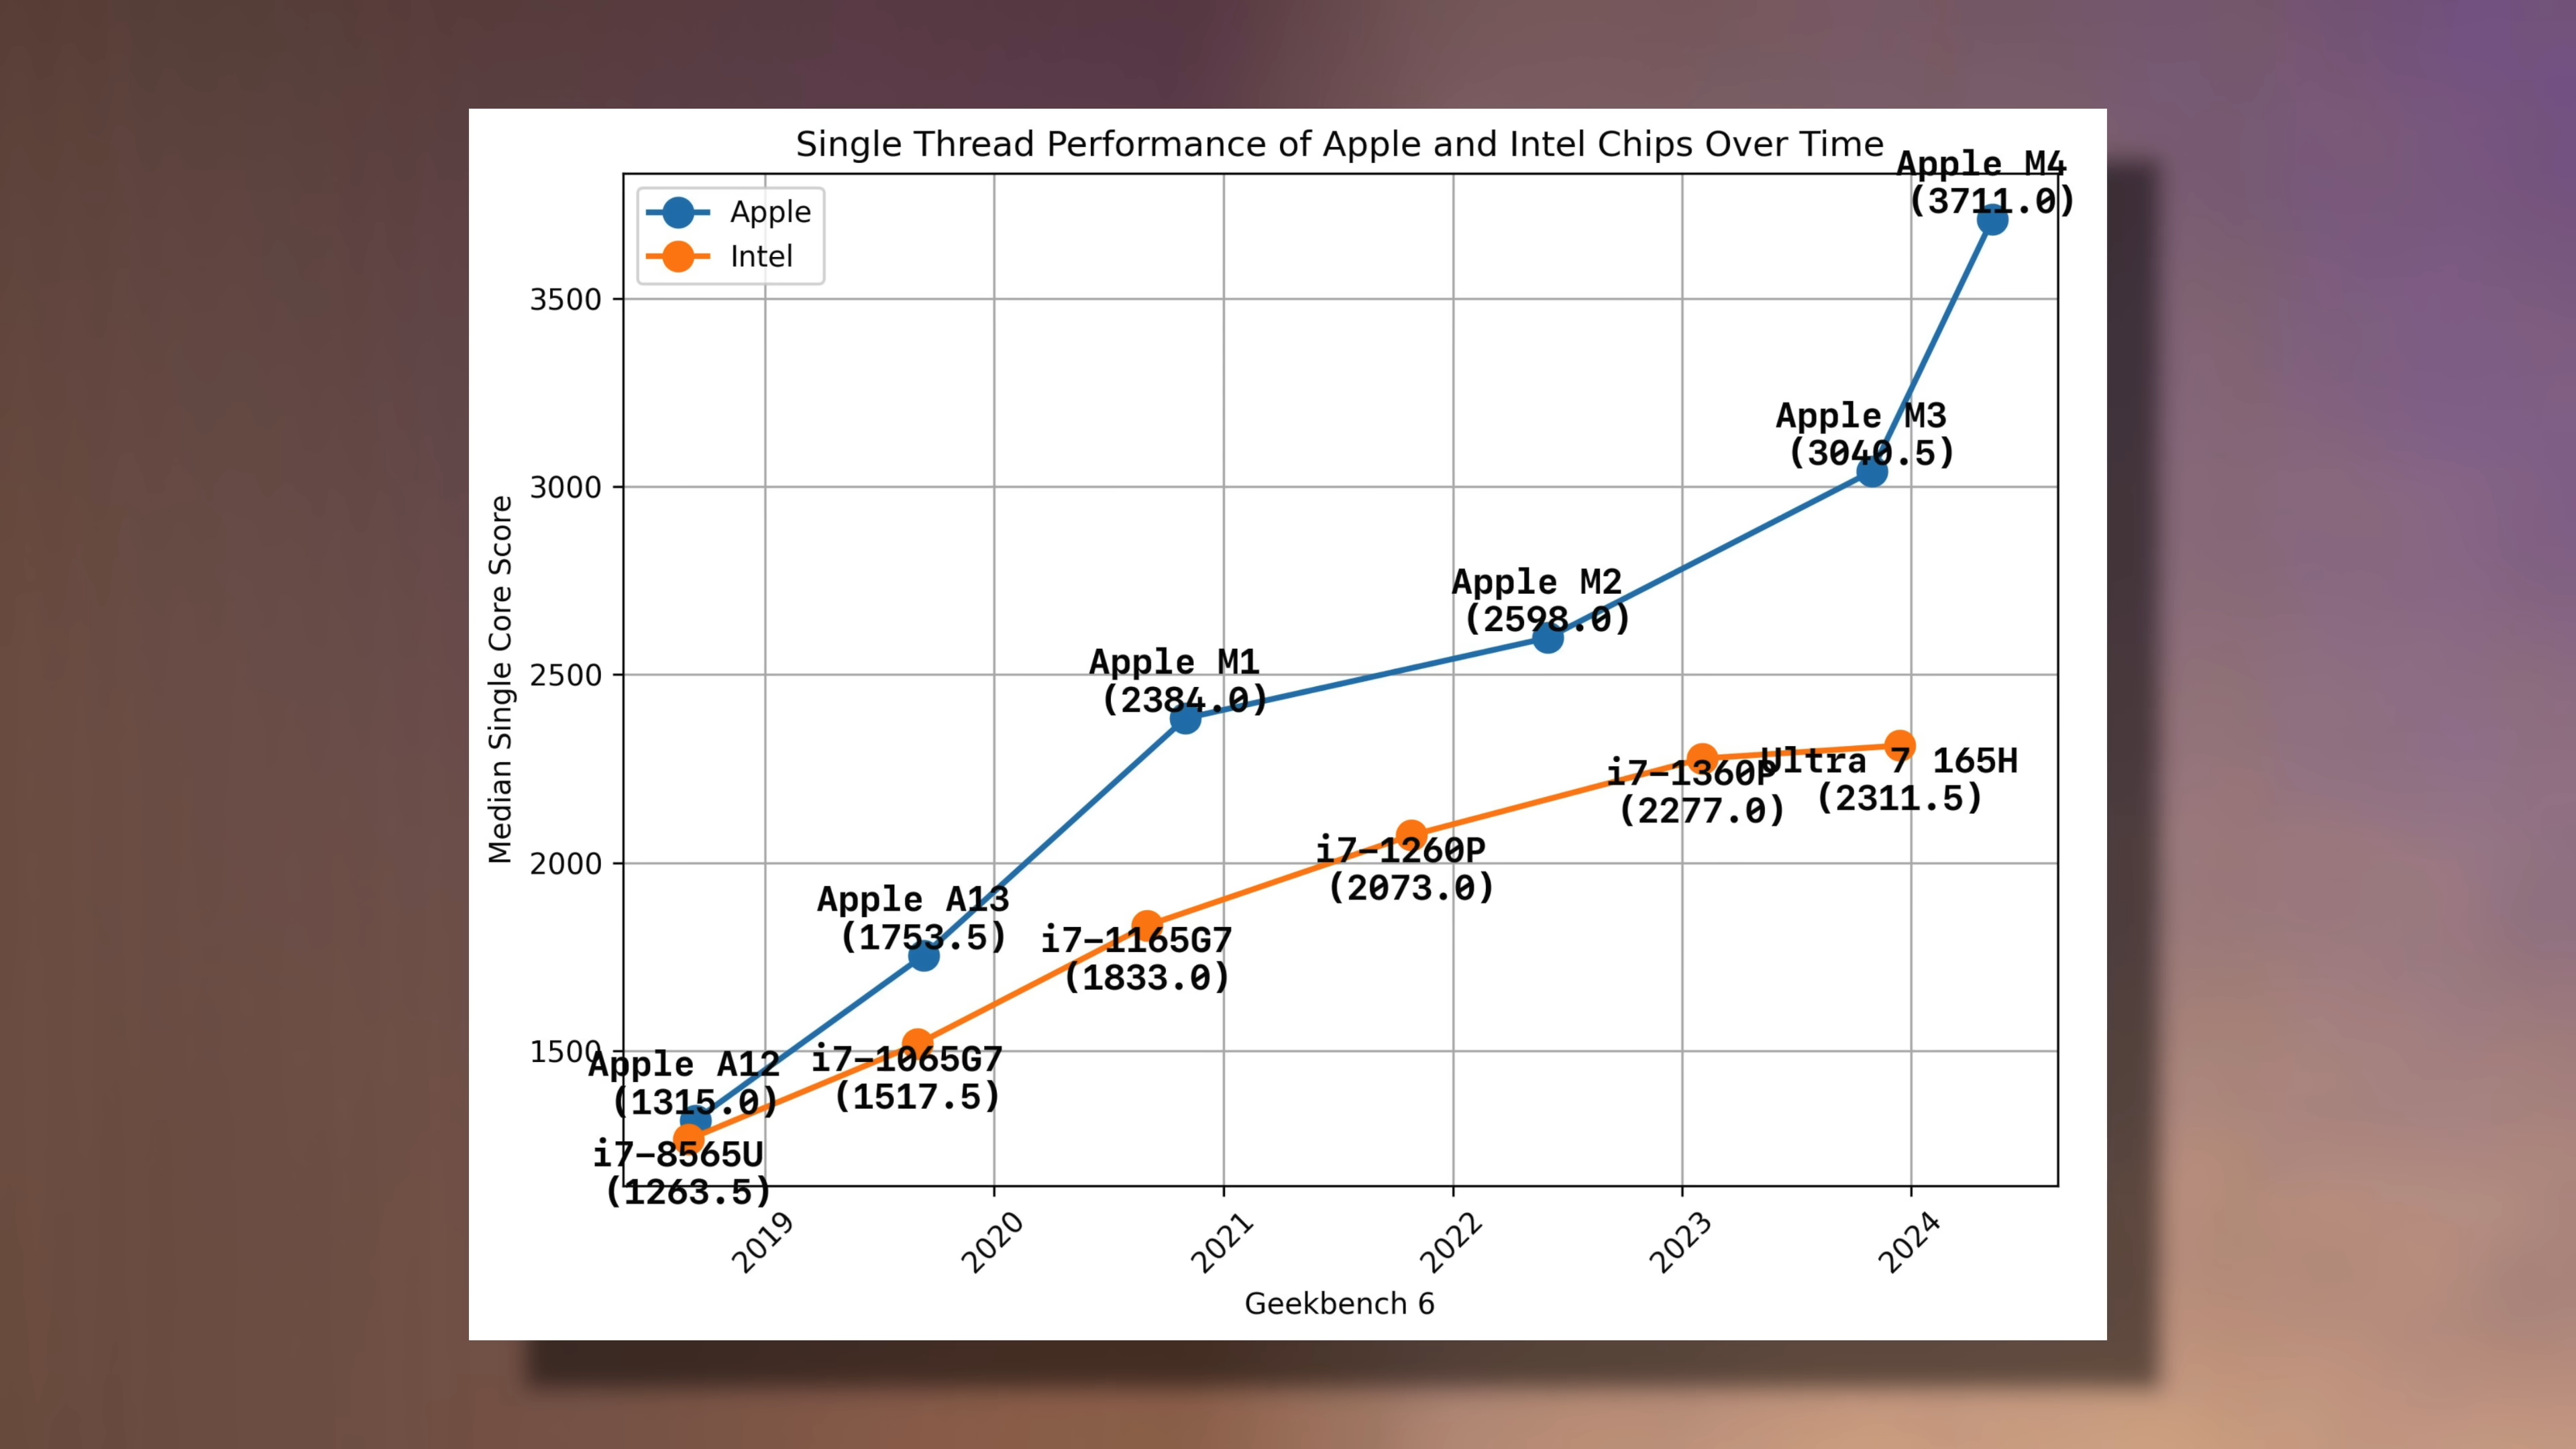 Single Thread Performance of Apple and Intel Chips Over Time
Apple
Intel
Median Single Core Score
3500
3000
2500
2000
1500
Apple M4
(3711.0)
Apple M3
(3040.5)
Apple M2
(2598.0)
Apple M1
(2384.0)
Apple A13
(1753.5)
Apple A12
(1315.0)
i7-8565U
(1263.5)
i7-1065G7
(1517.5)
i7-1165G7
(1833.0)
i7-1260P
(2073.0)
i7-1360P
(2277.0)
Ultra 7 165H
(2311.5)
2019
2020
2021
2022
2023
2024
Geekbench 6